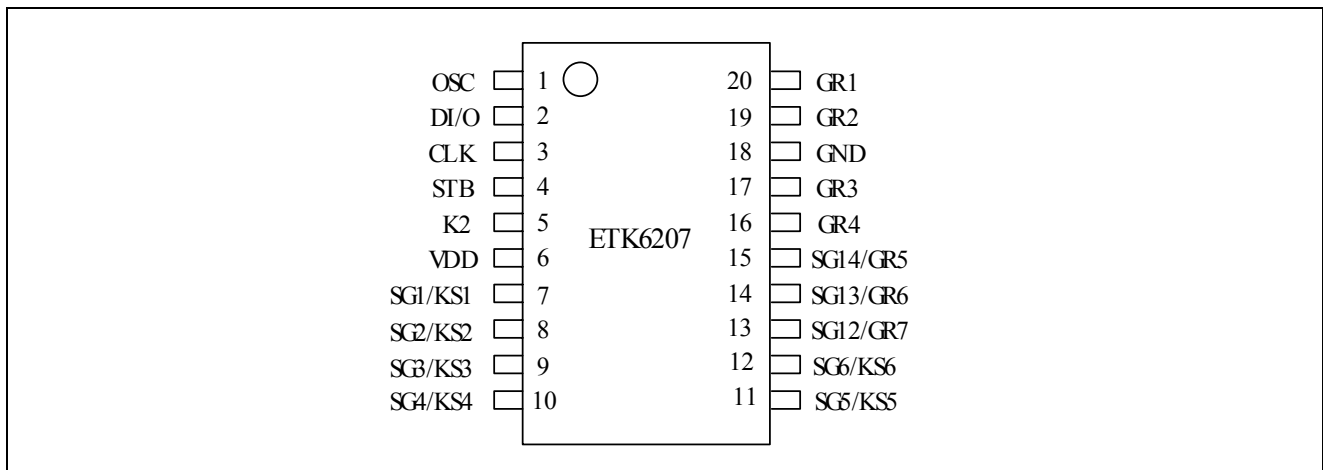 OSC 1 20 GR1
DI/O 2 19 GR2
CLK 3 18 GND
STB 4 17 GR3
K2 5 16 GR4
ETK6207
VDD 6 15 SG14/GR5
SG1/KS1 7 14 SG13/GR6
SG2/KS2 8 13 SG12/GR7
SG3/KS3 9 12 SG6/KS6
SG4/KS4 10 11 SG5/KS5